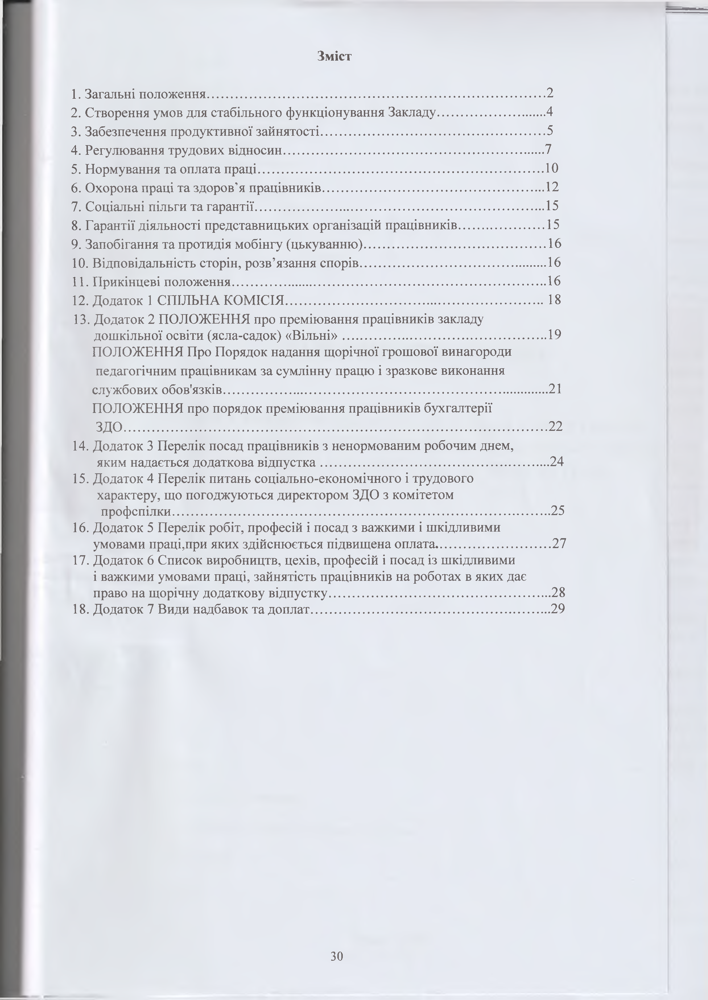 Зміст
1. Загальні положення.....................................................................2
2. Створення умов для стабільного функціонування Закладу.......................4
3. Забезпечення продуктивної зайнятості..............................................5
4. Регулювання трудових відносин......................................................7
5. Нормування та оплата праці...........................................................10
6. Охорона праці та здоров’я працівників..............................................12
7. Соціальні пільги та гарантії............................................................15
8. Гарантії діяльності представницьких організацій працівників...................15
9. Запобігання та протидія мобінгу (цькуванню)......................................16
10. Відповідальність сторін, розв’язання спорів.......................................16
11. Прикінцеві положення.................................................................16
12. Додаток 1 СПІЛЬНА КОМІСІЯ...................................................... 18
13. Додаток 2 ПОЛОЖЕННЯ про преміювання працівників закладу
дошкільної освіти (ясла-садок) «Вільні» ..........................................19
ПОЛОЖЕННЯ Про Порядок надання щорічної грошової винагороди
педагогічним працівникам за сумлінну працю і зразкове виконання
службових обов'язків...................................................................21
ПОЛОЖЕННЯ про порядок преміювання працівників бухгалтерії
ЗДО........................................................................................22
14. Додаток 3 Перелік посад працівників з ненормованим робочим днем,
яким надається додаткова відпустка ................................................24
15. Додаток 4 Перелік питань соціально-економічного і трудового
характеру, що погоджуються директором ЗДО з комітетом
профспілки...............................................................................25
16. Додаток 5 Перелік робіт, професій і посад з важкими і шкідливими
умовами праці,при яких здійснюється підвищена оплата.........................27
17. Додаток 6 Список виробництв, цехів, професій і посад із шкідливими
і важкими умовами праці, зайнятість працівників на роботах в яких дає
право на щорічну додаткову відпустку...............................................28
18. Додаток 7 Види надбавок та доплат..................................................29
30